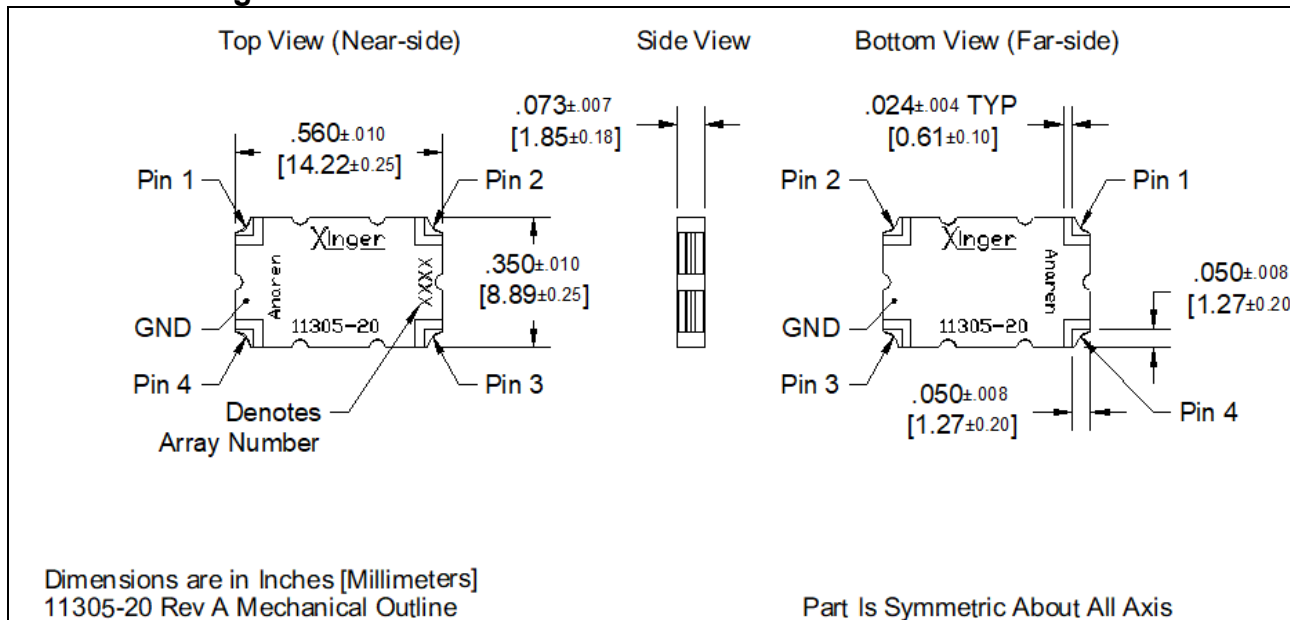 Top View (Near-side)
Side View
Bottom View (Far-side)
.560±.010
[14.22±0.25]
.073±.007
[1.85±0.18]
.024±.004 TYP
[0.61±0.10]
Pin 1
Pin 2
Pin 2
Pin 1
Xinger
Anaren
XXXX
11305-20
.350±.010
[8.89±0.25]
Xinger
Anaren
11305-20
.050±.008
[1.27±0.20
GND
GND
Pin 4
Pin 3
Pin 3
Pin 4
Denotes
Array Number
.050±.008
[1.27±0.20]
Dimensions are in Inches [Millimeters]
11305-20 Rev A Mechanical Outline
Part Is Symmetric About All Axis